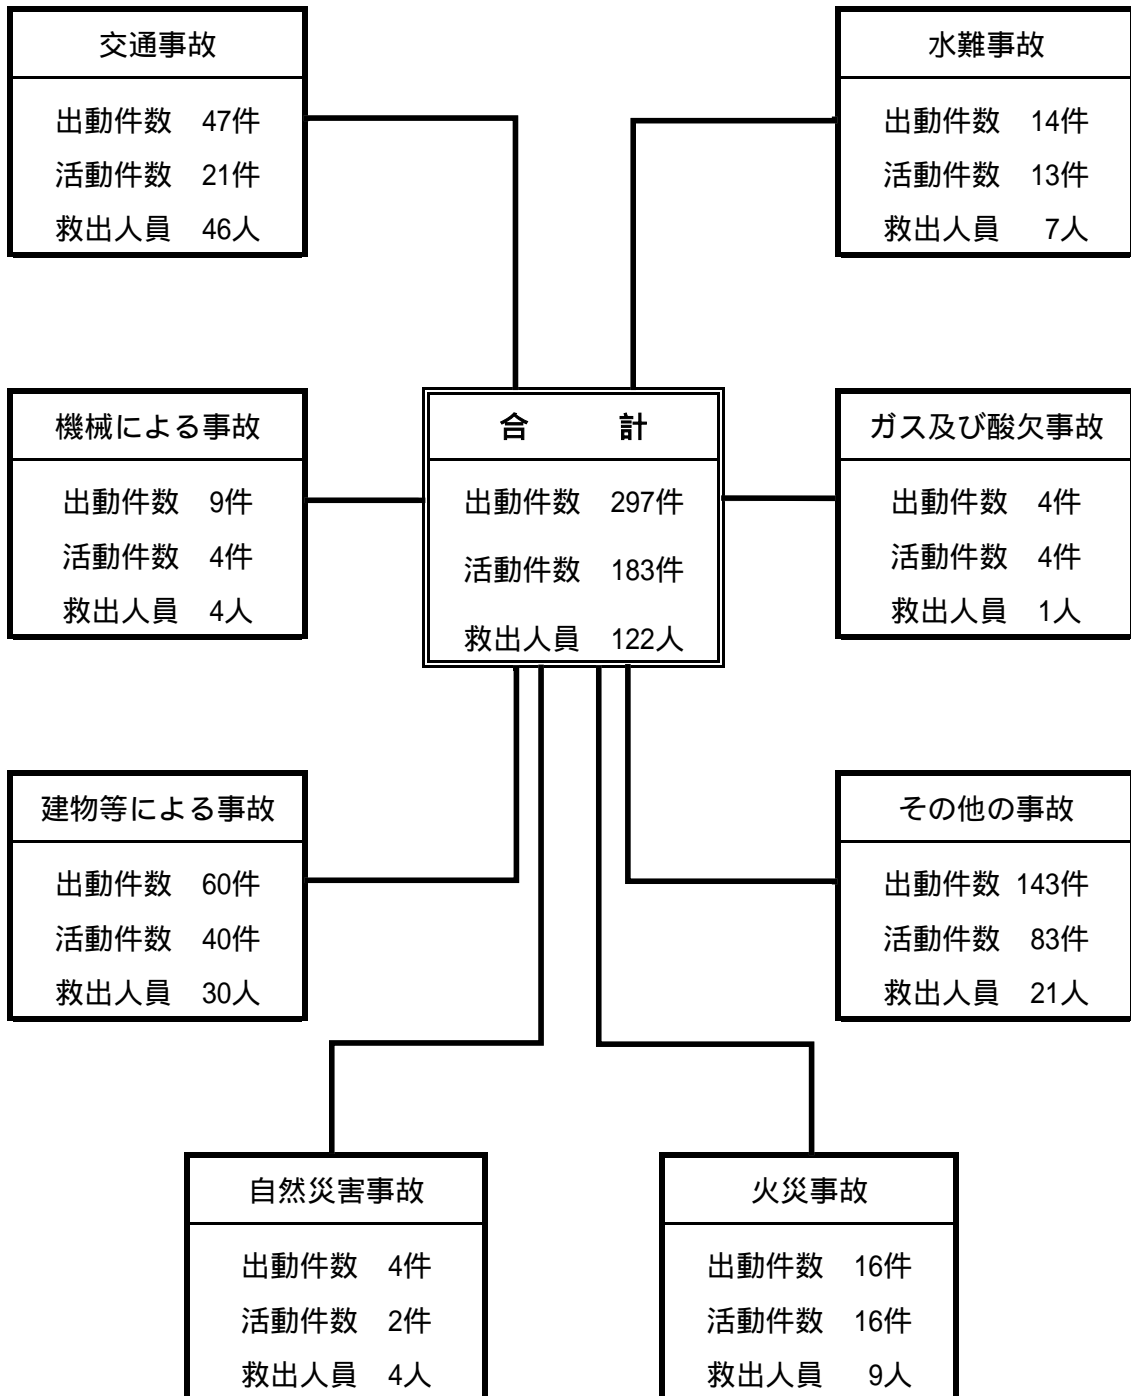 交通事故
出動件数 47件
活動件数 21件
救出人員 46人
水難事故
出動件数 14件
活動件数 13件
救出人員 7人
機械による事故
出動件数 9件
活動件数 4件
救出人員 4人
合 計
出動件数 297件
活動件数 183件
救出人員 122人
ガス及び酸欠事故
出動件数 4件
活動件数 4件
救出人員 1人
建物等による事故
出動件数 60件
活動件数 40件
救出人員 30人
その他の事故
出動件数 143件
活動件数 83件
救出人員 21人
自然災害事故
出動件数 4件
活動件数 2件
救出人員 4人
火災事故
出動件数 16件
活動件数 16件
救出人員 9人